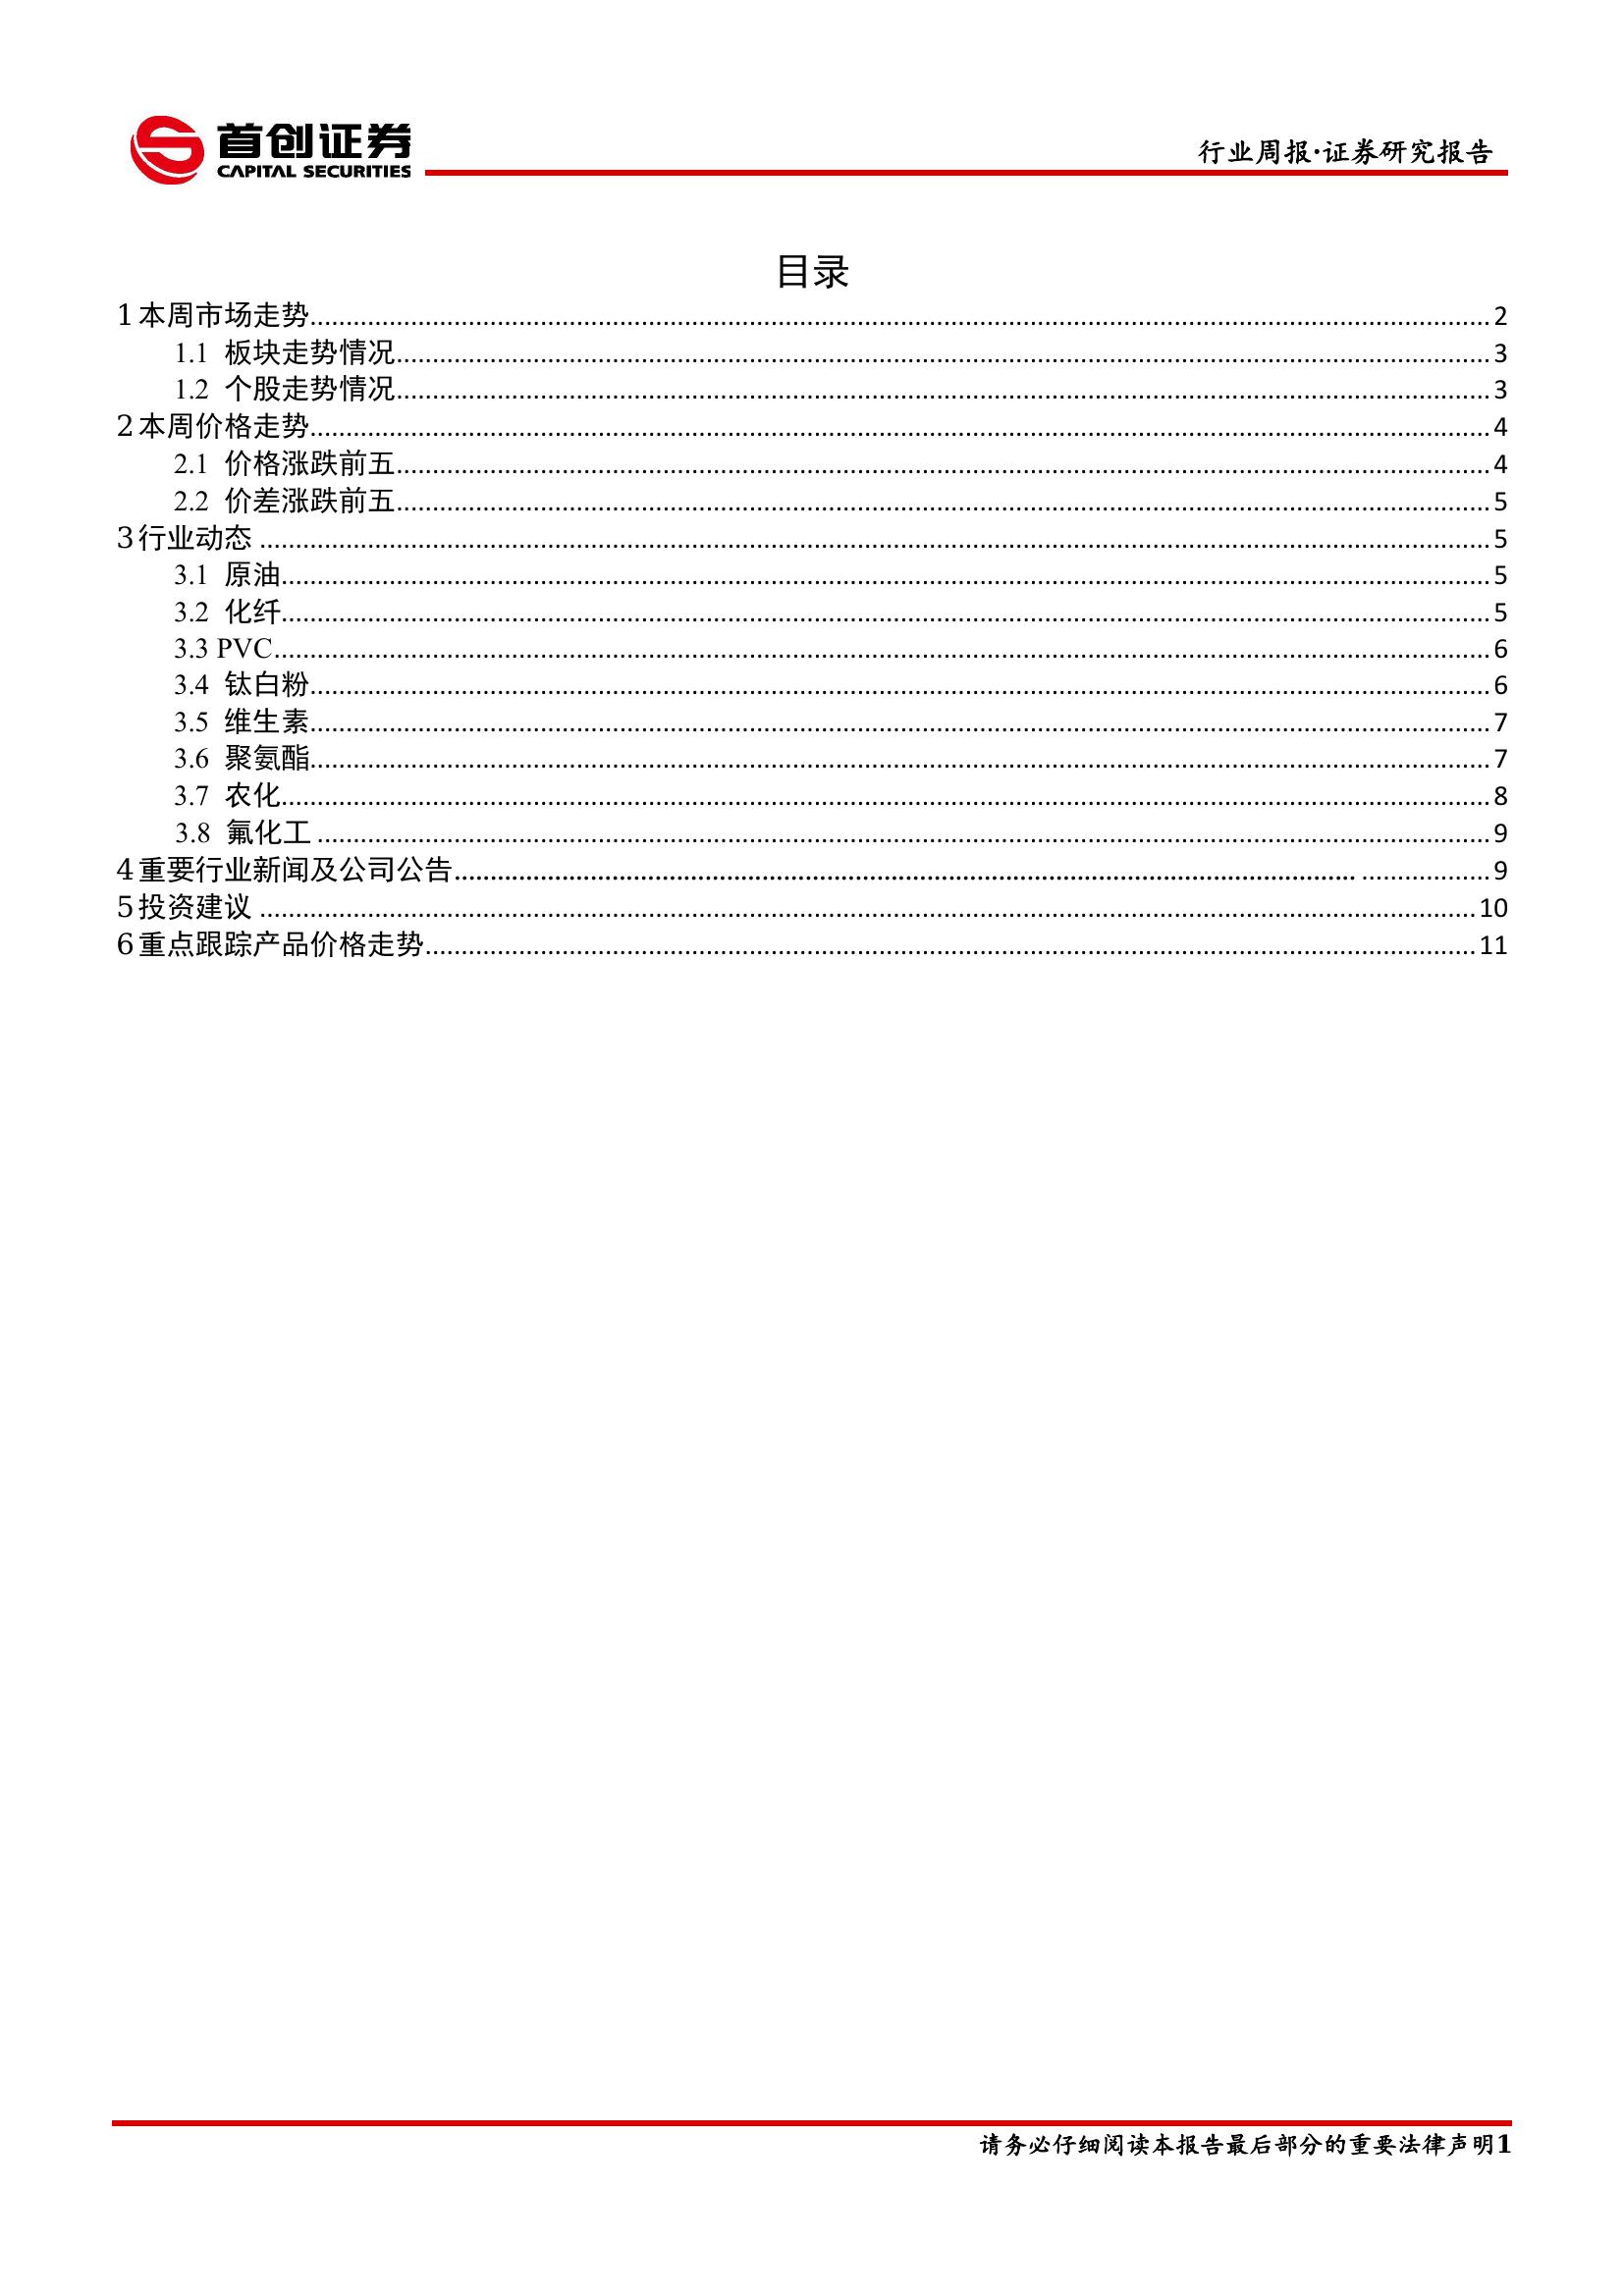 首创证券
CAPITAL SECURITIES
行业周报·证券研究报告
目录
1 本周市场走势 2
1.1 板块走势情况 3
1.2 个股走势情况 3
2 本周价格走势 4
2.1 价格涨跌前五 4
2.2 价差涨跌前五 5
3 行业动态 5
3.1 原油 5
3.2 化纤 5
3.3 PVC 6
3.4 钛白粉 6
3.5 维生素 7
3.6 聚氨酯 7
3.7 农化 8
3.8 氟化工 9
4 重要行业新闻及公司公告 9
5 投资建议 10
6 重点跟踪产品价格走势 11
请务必仔细阅读本报告最后部分的重要法律声明1